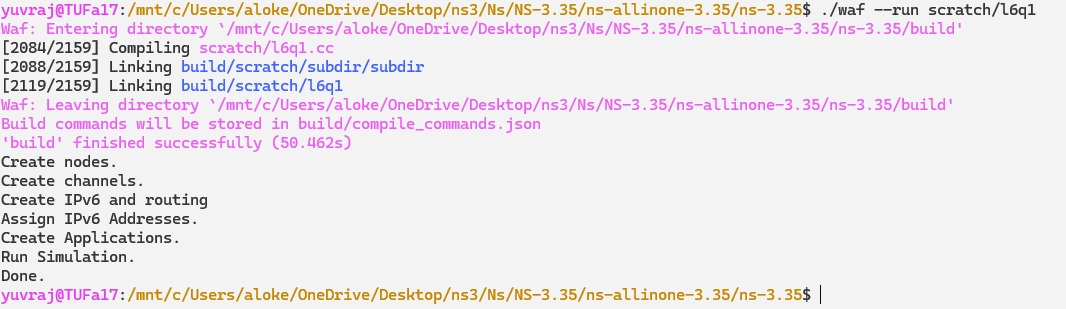 yuvraj@TUFa17:/mnt/c/Users/aloke/OneDrive/Desktop/ns3/Ns/NS-3.35/ns-allinone-3.35/ns-3.35$ ./waf --run scratch/l6q1
Waf: Entering directory `/mnt/c/Users/aloke/OneDrive/Desktop/ns3/Ns/NS-3.35/ns-allinone-3.35/ns-3.35/build'
[2084/2159] Compiling scratch/l6q1.cc
[2088/2159] Linking build/scratch/subdir/subdir
[2119/2159] Linking build/scratch/l6q1
Waf: Leaving directory `/mnt/c/Users/aloke/OneDrive/Desktop/ns3/Ns/NS-3.35/ns-allinone-3.35/ns-3.35/build'
Build commands will be stored in build/compile_commands.json
'build' finished successfully (50.462s)
Create nodes.
Create channels.
Create IPv6 and routing
Assign IPv6 Addresses.
Create Applications.
Run Simulation.
Done.
yuvraj@TUFa17:/mnt/c/Users/aloke/OneDrive/Desktop/ns3/Ns/NS-3.35/ns-allinone-3.35/ns-3.35$